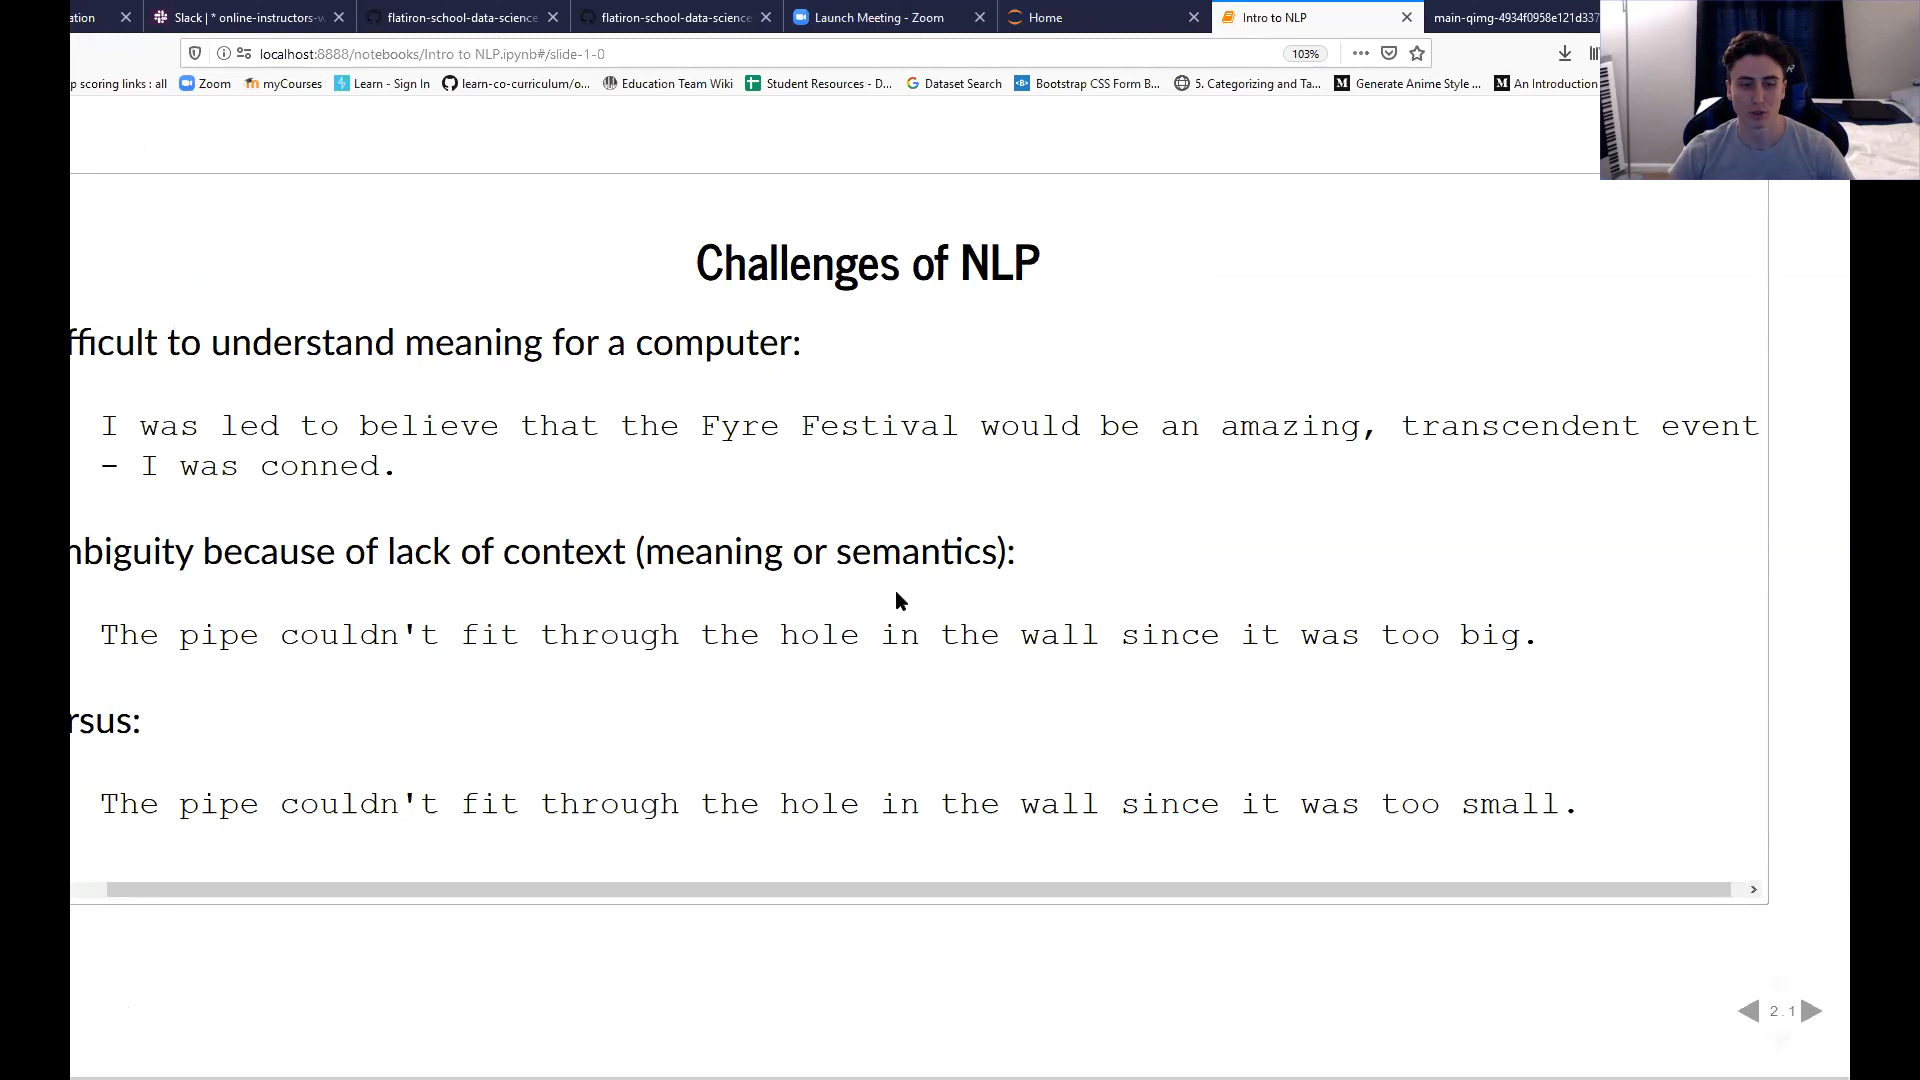 ation
Slack | * online-instructors-w
flatiron-school-data-science
flatiron-school-data-science
Launch Meeting - Zoom
Home
Intro to NLP
main-qimg-4934f0958e121d337
localhost:8888/notebooks/Intro to NLP.ipynb#/slide-1-0
103%
p scoring links : all
Zoom
myCourses
Learn - Sign In
learn-co-curriculum/o...
Education Team Wiki
Student Resources - D...
Dataset Search
Bootstrap CSS Form B...
5. Categorizing and Ta...
Generate Anime Style ...
An Introduction
Challenges of NLP
fficult to understand meaning for a computer:
I was led to believe that the Fyre Festival would be an amazing, transcendent event
- I was conned.
mbiguity because of lack of context (meaning or semantics):
The pipe couldn't fit through the hole in the wall since it was too big.
rsus:
The pipe couldn't fit through the hole in the wall since it was too small.
2.1